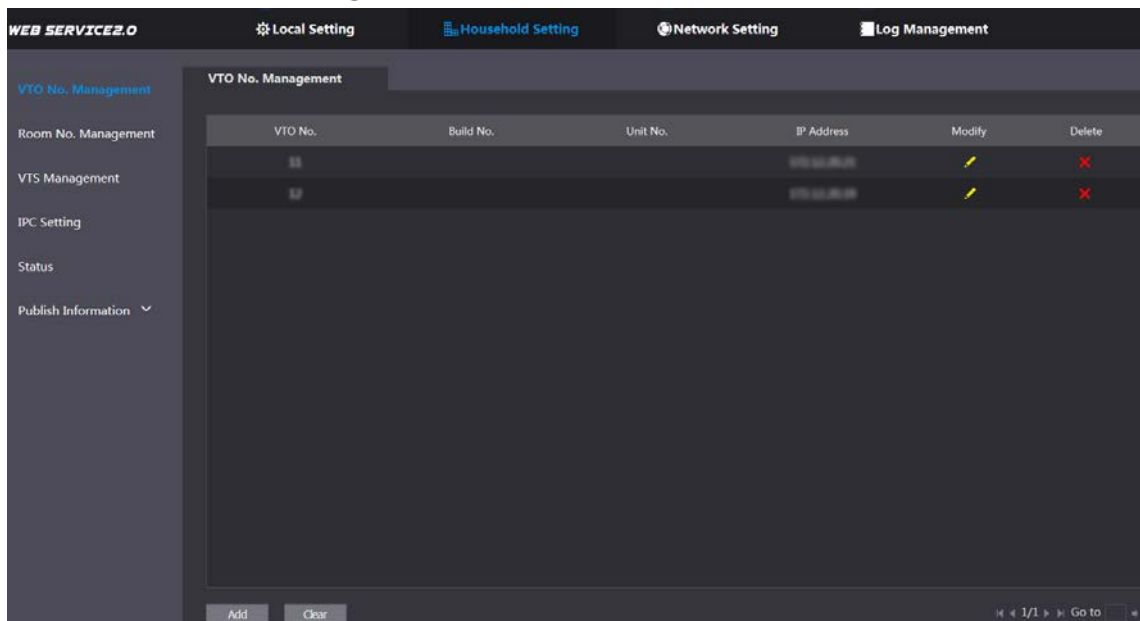 WEB SERVICE2.0 Local Setting Household Setting Network Setting Log Management
VTO No. Management
VTO No. Management
Room No. Management
VTS Management
IPC Setting
Status
Publish Information
VTO No. Build No. Unit No. IP Address Modify Delete
Add Clear 1/1 Go to